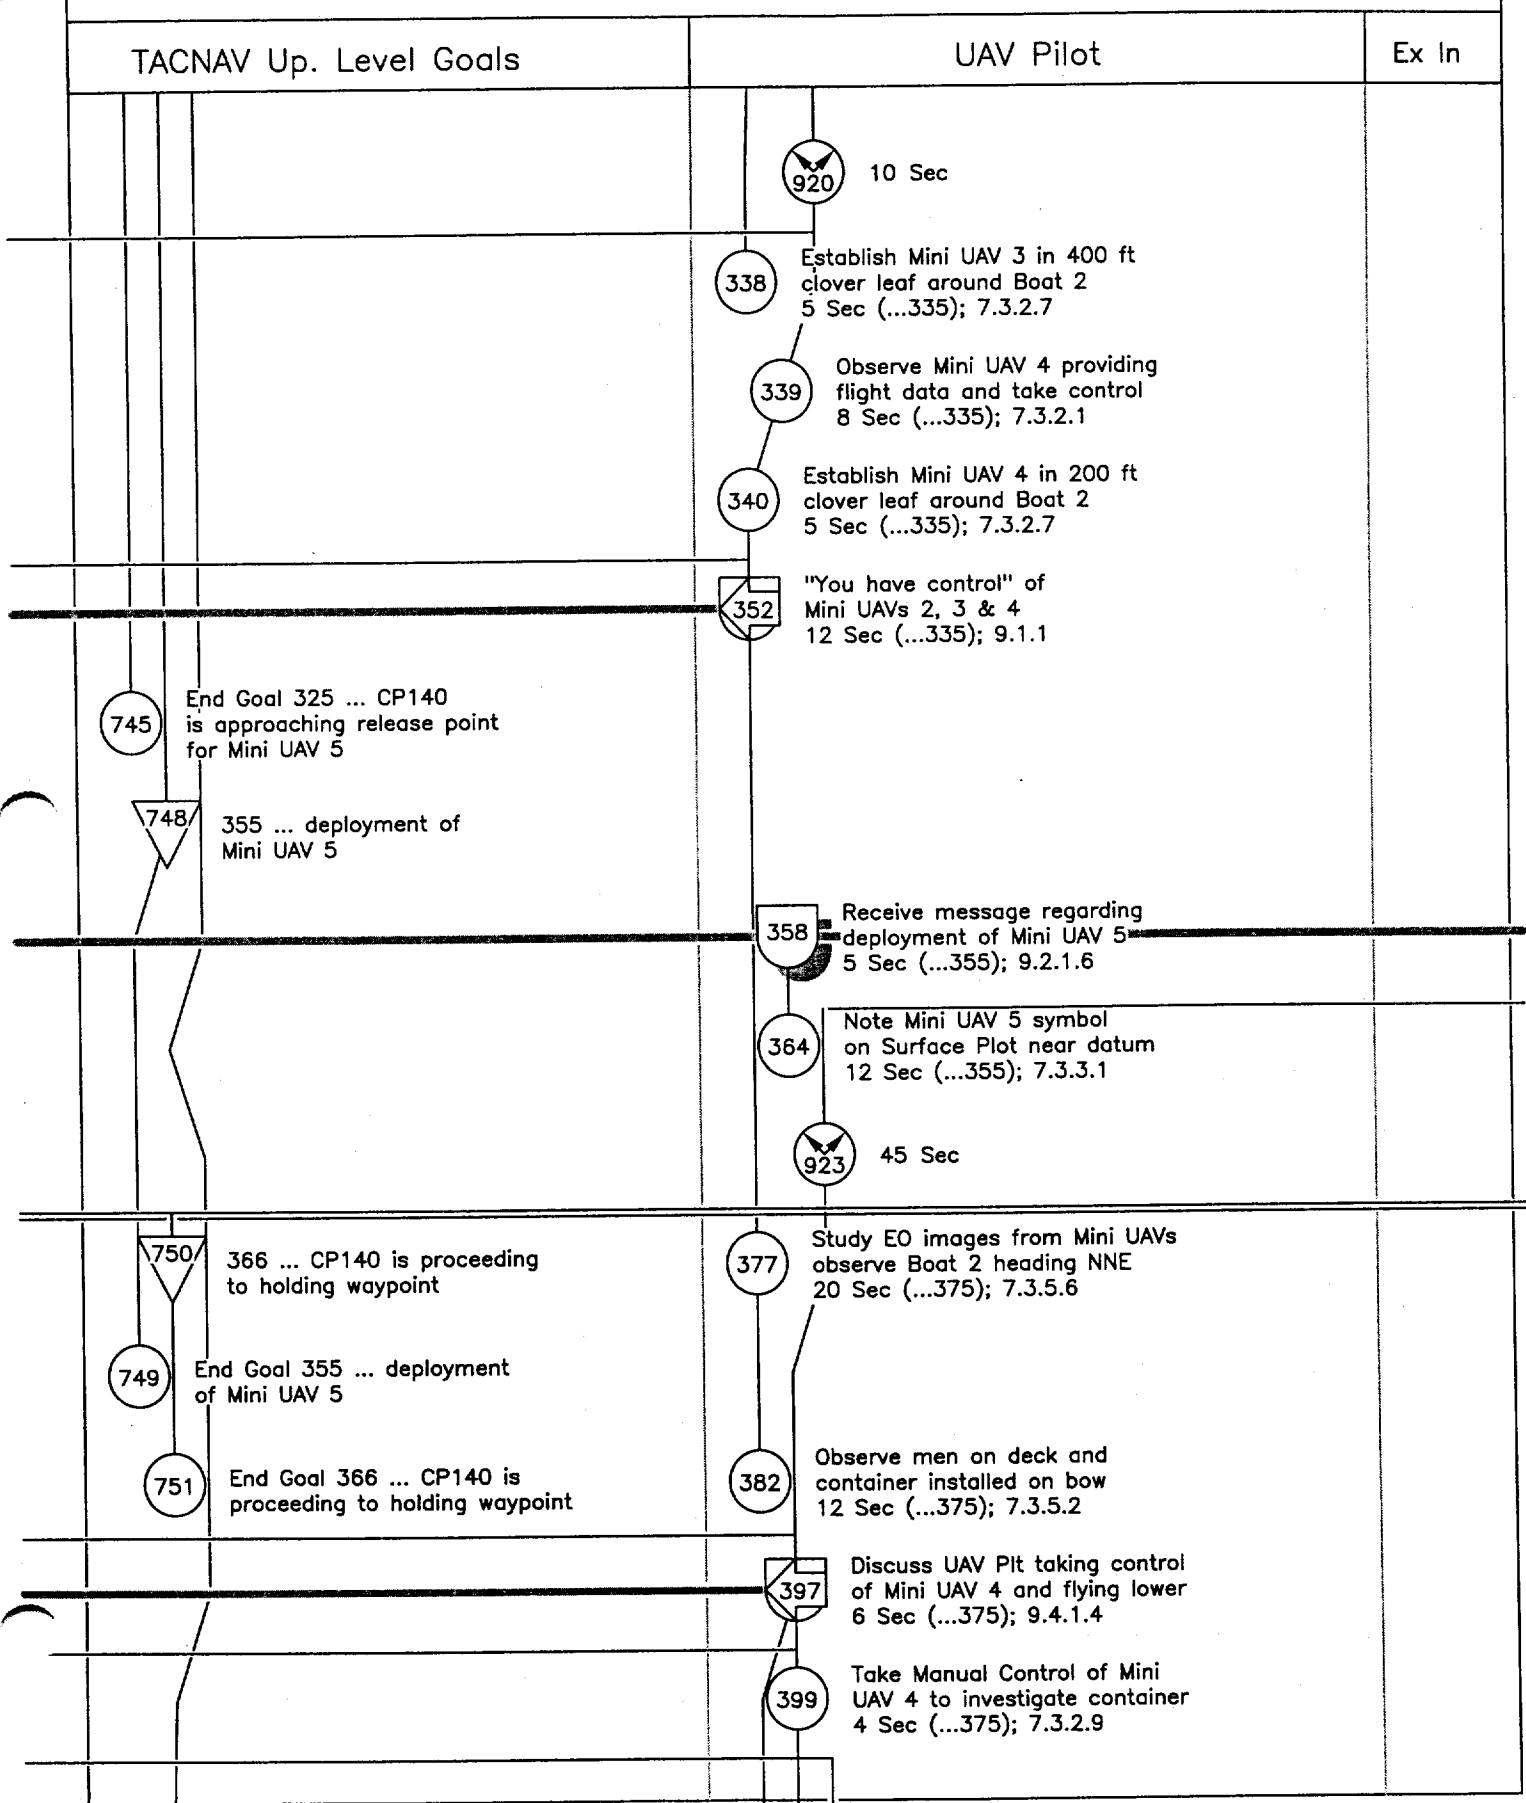 TACNAV Up. Level Goals
UAV Pilot
Ex In
920
10 Sec
338
Establish Mini UAV 3 in 400 ft
clover leaf around Boat 2
5 Sec (...335); 7.3.2.7
339
Observe Mini UAV 4 providing
flight data and take control
8 Sec (...335); 7.3.2.1
340
Establish Mini UAV 4 in 200 ft
clover leaf around Boat 2
5 Sec (...335); 7.3.2.7
352
"You have control" of
Mini UAVs 2, 3 & 4
12 Sec (...335); 9.1.1
745
End Goal 325 ... CP140
is approaching release point
for Mini UAV 5
748
355 ... deployment of
Mini UAV 5
358
Receive message regarding
deployment of Mini UAV 5
5 Sec (...355); 9.2.1.6
364
Note Mini UAV 5 symbol
on Surface Plot near datum
12 Sec (...355); 7.3.3.1
923
45 Sec
750
366 ... CP140 is proceeding
to holding waypoint
377
Study EO images from Mini UAVs
observe Boat 2 heading NNE
20 Sec (...375); 7.3.5.6
749
End Goal 355 ... deployment
of Mini UAV 5
751
End Goal 366 ... CP140 is
proceeding to holding waypoint
382
Observe men on deck and
container installed on bow
12 Sec (...375); 7.3.5.2
397
Discuss UAV Plt taking control
of Mini UAV 4 and flying lower
6 Sec (...375); 9.4.1.4
399
Take Manual Control of Mini
UAV 4 to investigate container
4 Sec (...375); 7.3.2.9